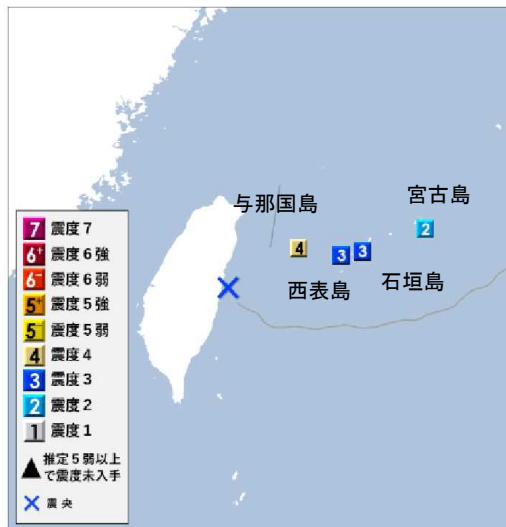 与那国島
宮古島
4
3
3
2
西表島
石垣島
7 震度7
6+ 震度6強
6- 震度6弱
5+ 震度5強
5- 震度5弱
4 震度4
3 震度3
2 震度2
1 震度1
推定5弱以上
で震度未入手
震央